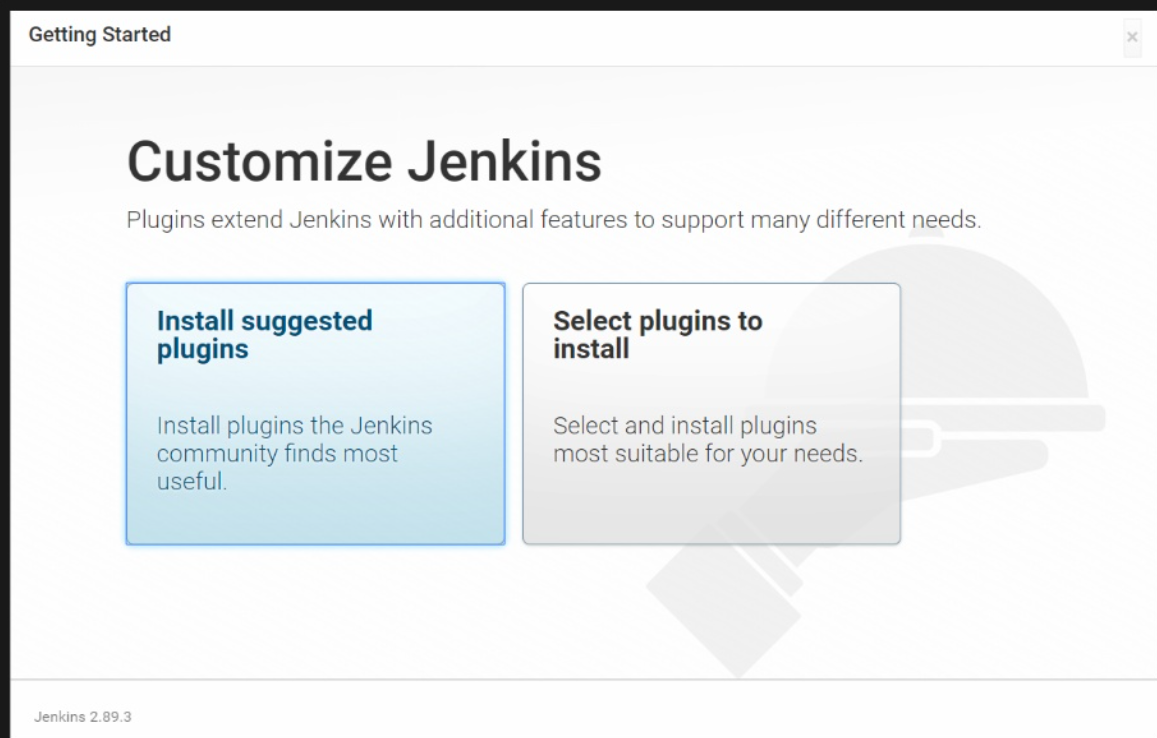 Getting Started
×
Customize Jenkins
Plugins extend Jenkins with additional features to support many different needs.
Install suggested
plugins
Install plugins the Jenkins
community finds most
useful.
Select plugins to
install
Select and install plugins
most suitable for your needs.
Jenkins 2.89.3